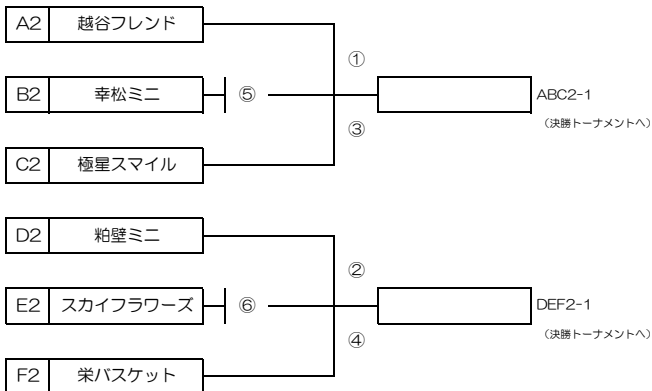 A2 越谷フレンド
①
B2 幸松ミニ ⑤ ABC2-1
(決勝トーナメントへ)
③
C2 極星スマイル
D2 粕壁ミニ
②
E2 スカイフラワーズ ⑥ DEF2-1
(決勝トーナメントへ)
④
F2 栄バスケット